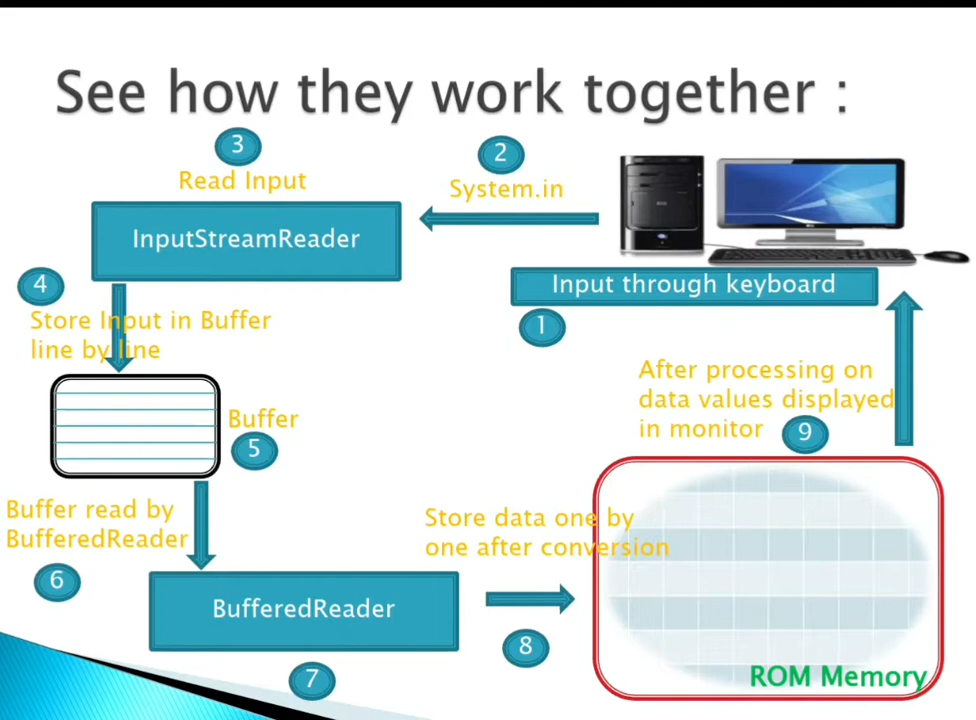 See how they work together :
3
Read Input
2
System.in
InputStreamReader
Input through keyboard
1
4
Store Input in Buffer
line by line
Buffer
5
Buffer read by
BufferedReader
6
BufferedReader
7
Store data one by
one after conversion
8
After processing on
data values displayed
in monitor
9
ROM Memory